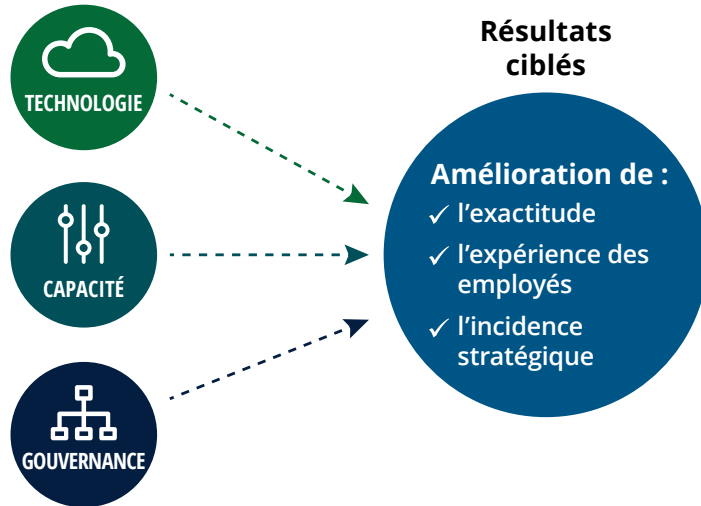 TECHNOLOGIE
CAPACITÉ
GOUVERNANCE
Résultats
ciblés
Amélioration de :
✓ l’exactitude
✓ l’expérience des
employés
✓ l’incidence
stratégique